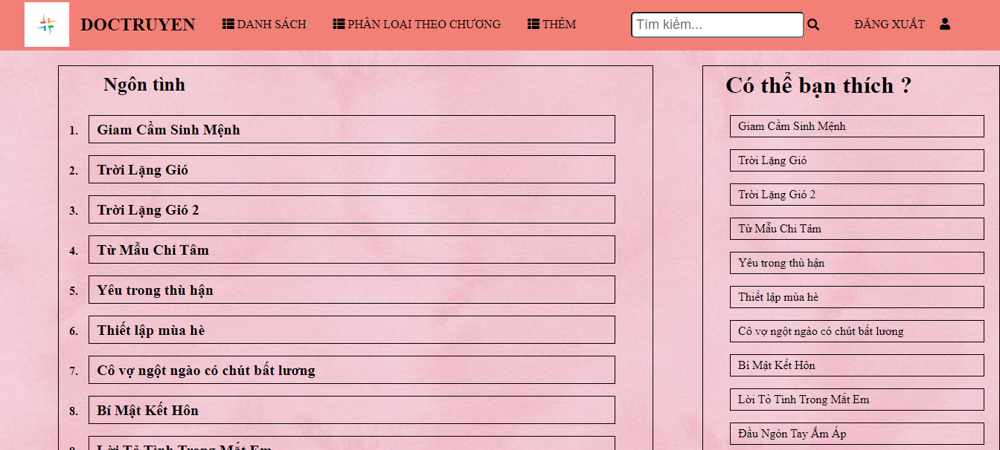 DOCTRUYEN
DANH SÁCH
PHÂN LOẠI THEO CHƯƠNG
THÊM
Tìm kiếm...
ĐĂNG XUẤT
Ngôn tình
1. Giam Cầm Sinh Mệnh
2. Trời Lặng Gió
3. Trời Lặng Gió 2
4. Từ Mẫu Chi Tâm
5. Yêu trong thù hận
6. Thiết lập mùa hè
7. Cô vợ ngột ngào có chút bất lương
8. Bí Mật Kết Hôn
9. Lời Tỏ Tình Trong Mắt Em
Có thể bạn thích ?
Giam Cầm Sinh Mệnh
Trời Lặng Gió
Trời Lặng Gió 2
Từ Mẫu Chi Tâm
Yêu trong thù hận
Thiết lập mùa hè
Cô vợ ngột ngào có chút bất lương
Bí Mật Kết Hôn
Lời Tỏ Tình Trong Mắt Em
Đầu Ngón Tay Ấm Áp